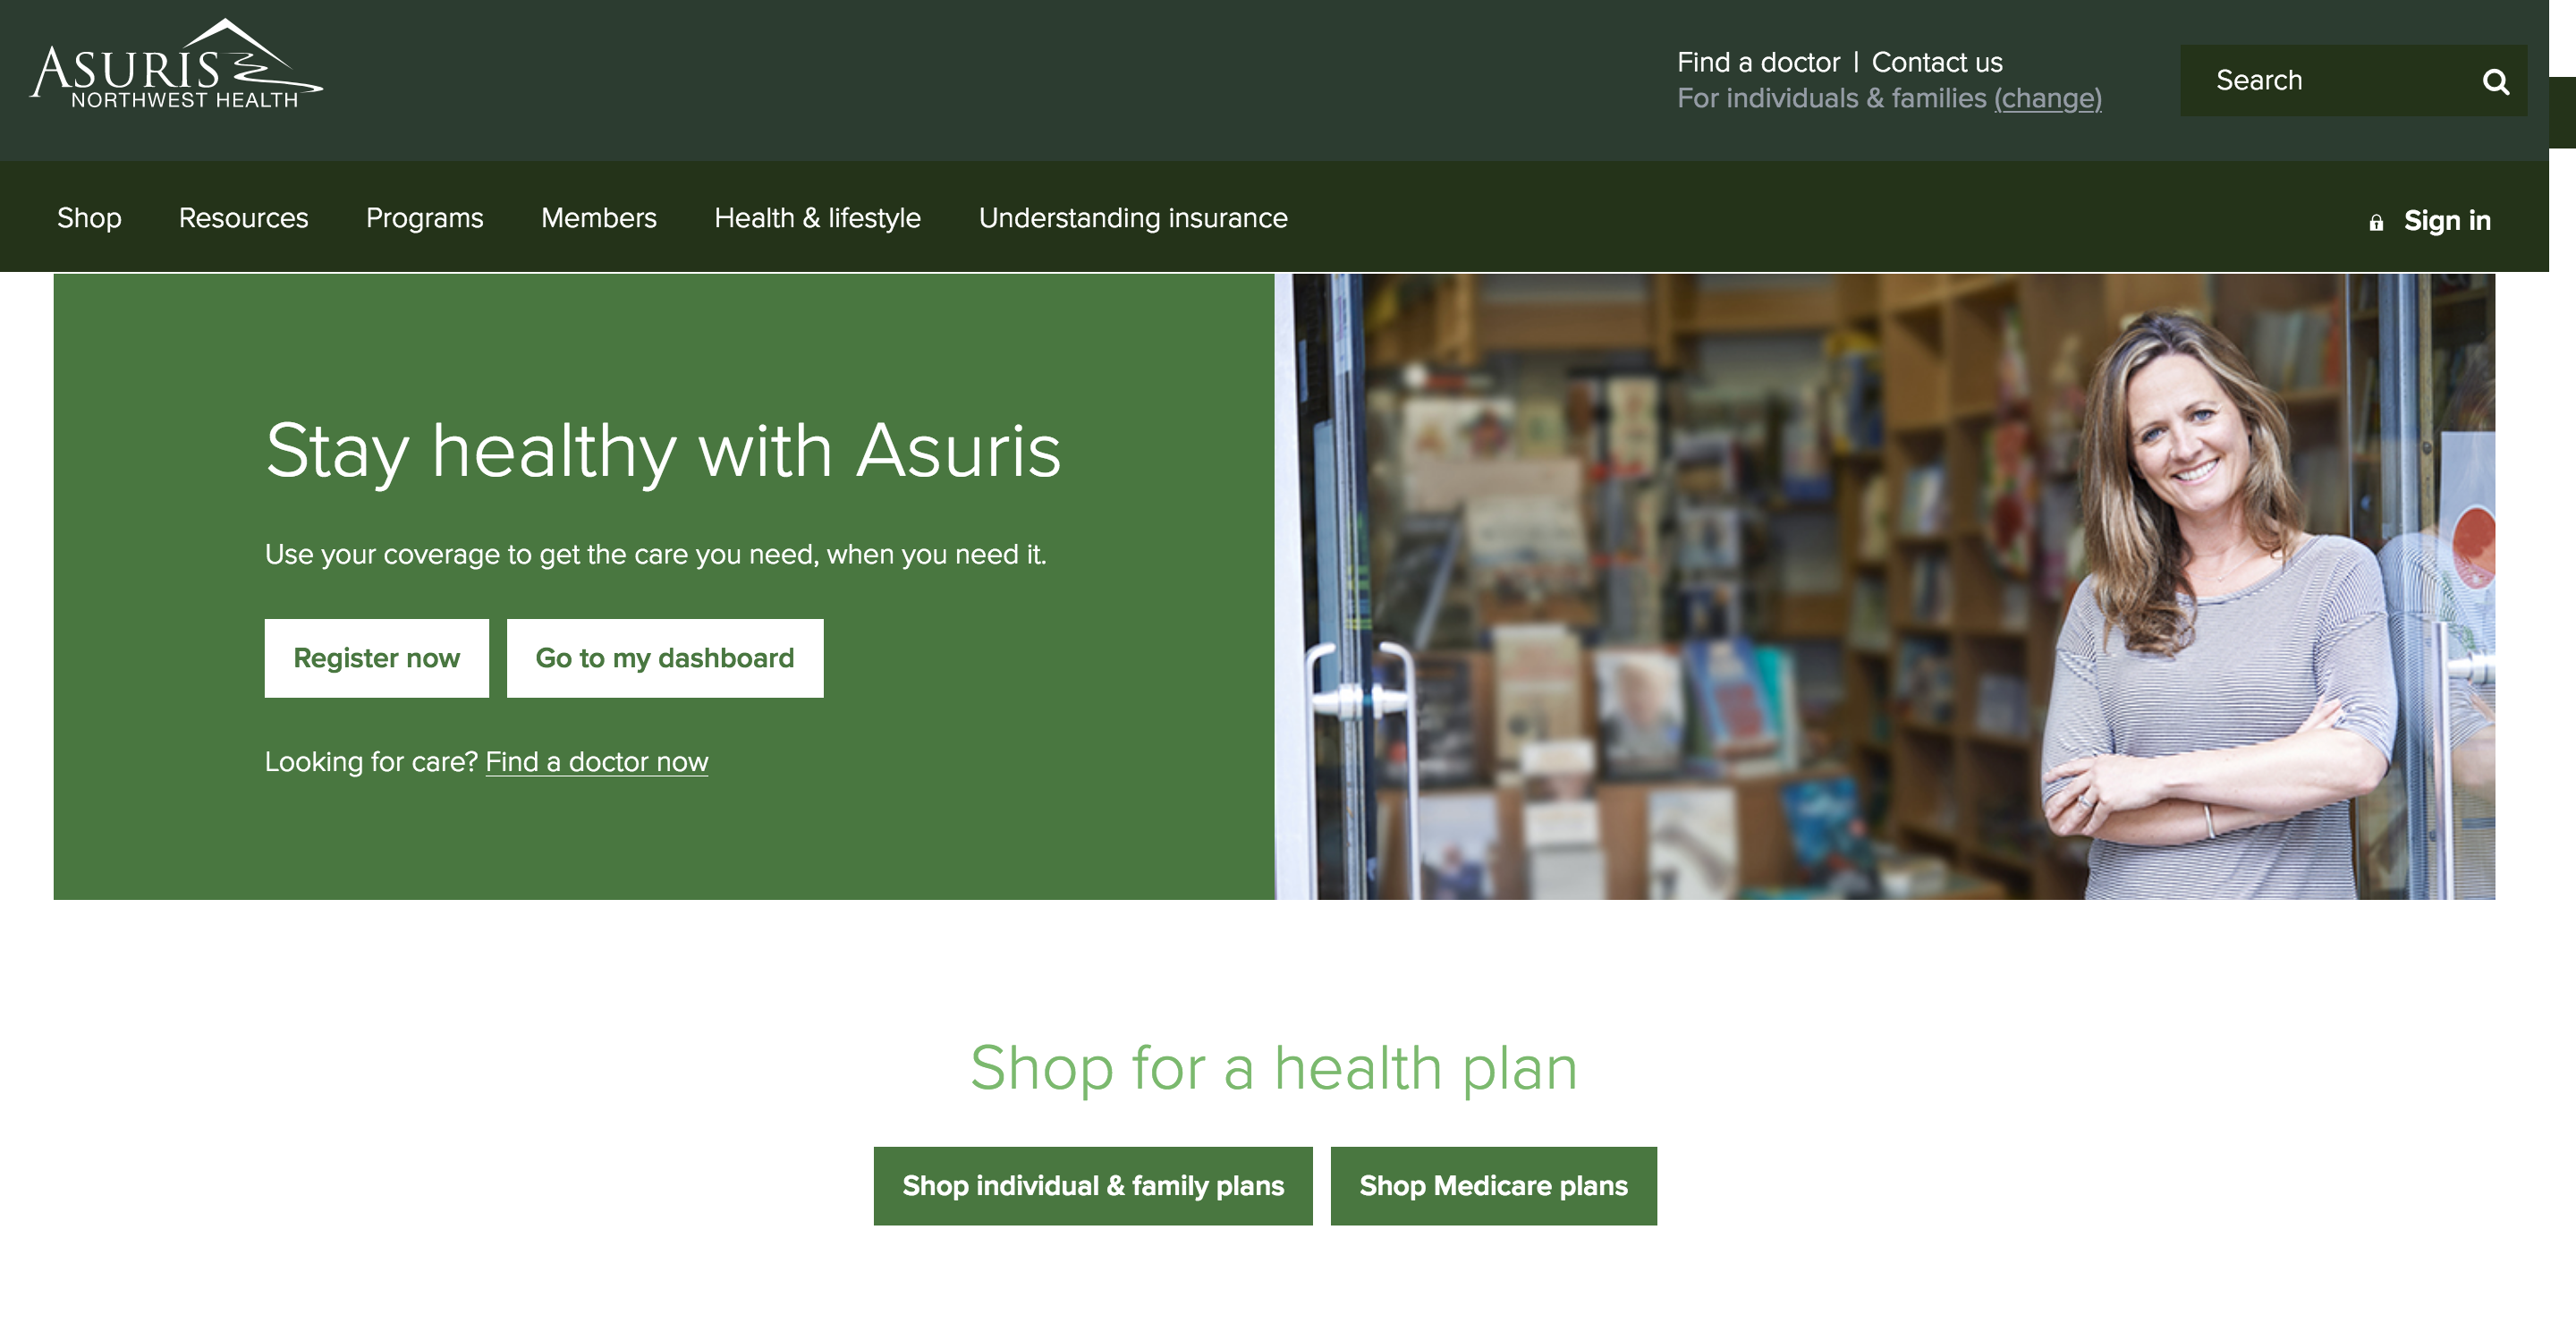 ASURIS
NORTHWEST HEALTH
Find a doctor | Contact us
For individuals & families (change)
Search
Shop Resources Programs Members Health & lifestyle Understanding insurance Sign in
Stay healthy with Asuris
Use your coverage to get the care you need, when you need it.
Register now Go to my dashboard
Looking for care? Find a doctor now
Shop for a health plan
Shop individual & family plans Shop Medicare plans